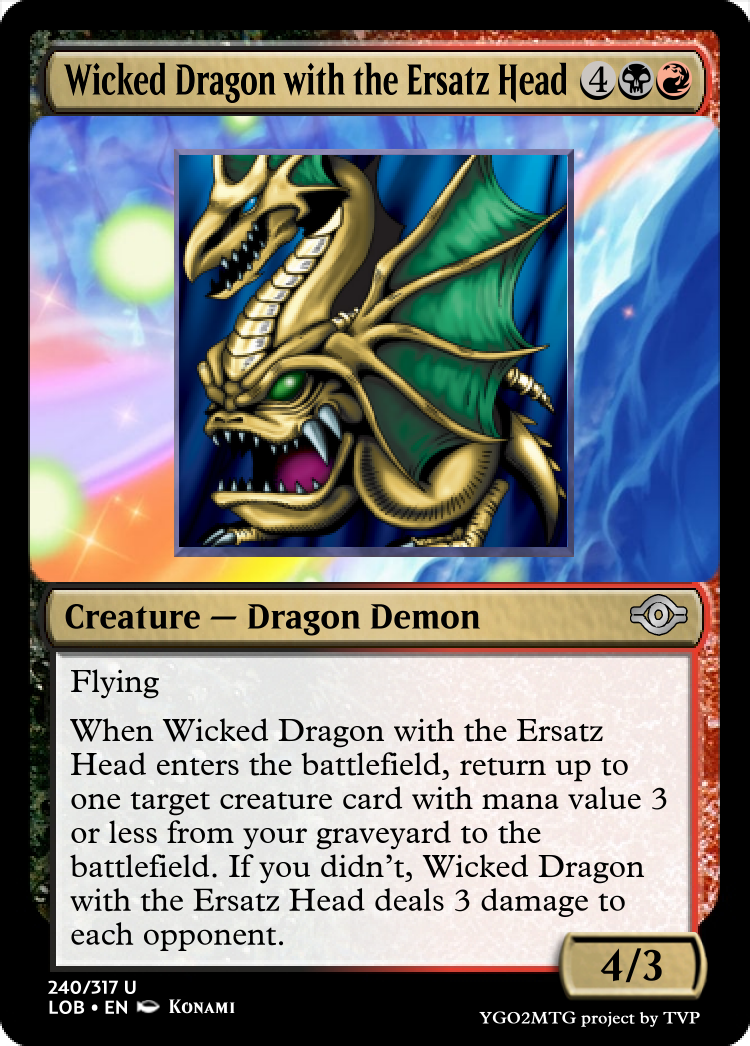 Wicked Dragon with the Ersatz Head 4
Creature — Dragon Demon
Flying
When Wicked Dragon with the Ersatz
Head enters the battlefield, return up to
one target creature card with mana value 3
or less from your graveyard to the
battlefield. If you didn't, Wicked Dragon
with the Ersatz Head deals 3 damage to
each opponent.
4/3
240/317 U
LOB • EN Konami
YGO2MTG project by TVP